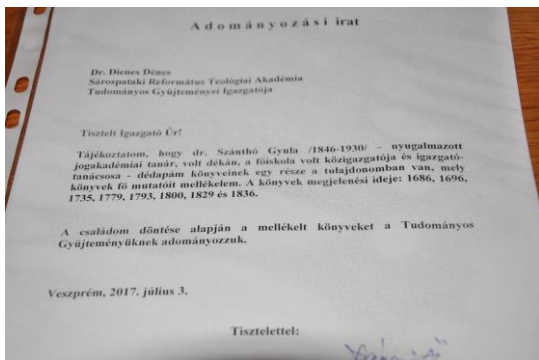 Adományozási irat
Dr. Dienes Dénes
Sárospataki Református Teológiai Akadémia
Tudományos Gyűjteményei Igazgatója
Tisztelt Igazgató Úr!
Tájékoztatom, hogy dr. Szánthó Gyula /1846-1930/ - nyugalmazott
jogakadémiai tanár, volt dékán, a főiskola volt közigazgatója és igazgató-
tanácsosa - dédapám könyveinek egy része a tulajdonomban van, mely
könyvek fő mutatóit mellékelem. A könyvek megjelenési ideje: 1686, 1696,
1735, 1779, 1793, 1800, 1829 és 1836.
A családom döntése alapján a mellékelt könyveket a Tudományos
Gyűjteményüknek adományozzuk.
Veszprém, 2017. július 3.
Tisztelettel: